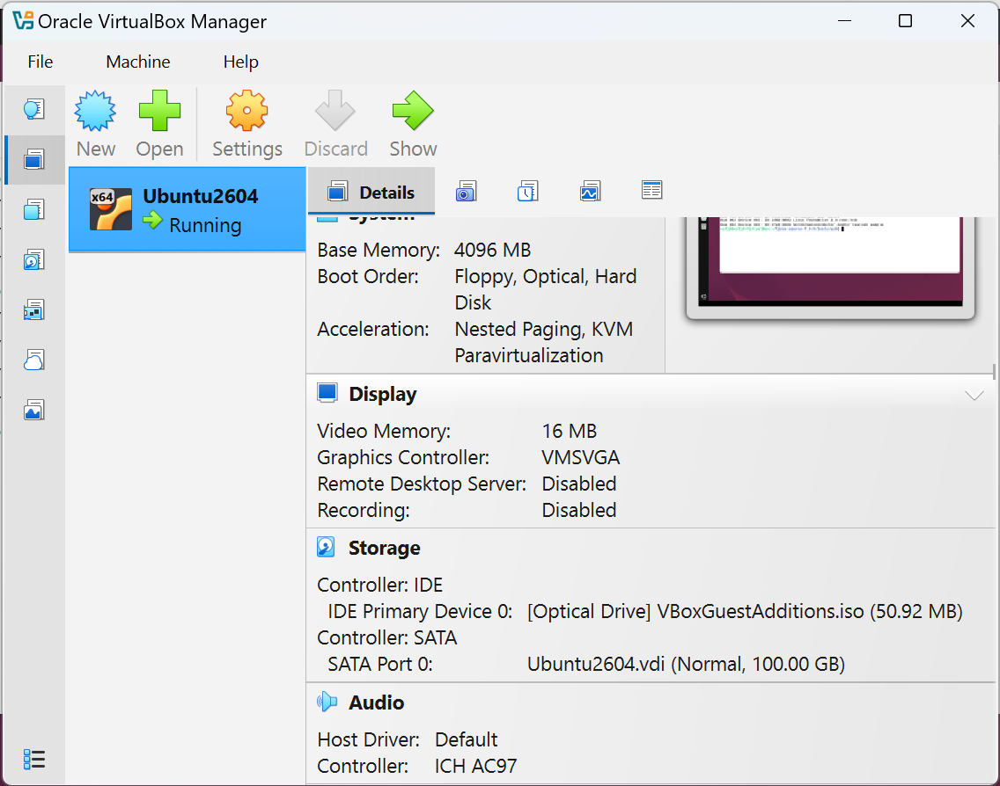 Oracle VirtualBox Manager
File Machine Help
New Open Settings Discard Show
x64
Ubuntu2604
Running
Details
System
Base Memory: 4096 MB
Boot Order: Floppy, Optical, Hard
Disk
Acceleration: Nested Paging, KVM
Paravirtualization
Display
Video Memory: 16 MB
Graphics Controller: VMSVGA
Remote Desktop Server: Disabled
Recording: Disabled
Storage
Controller: IDE
IDE Primary Device 0: [Optical Drive] VBoxGuestAdditions.iso (50.92 MB)
Controller: SATA
SATA Port 0: Ubuntu2604.vdi (Normal, 100.00 GB)
Audio
Host Driver: Default
Controller: ICH AC97